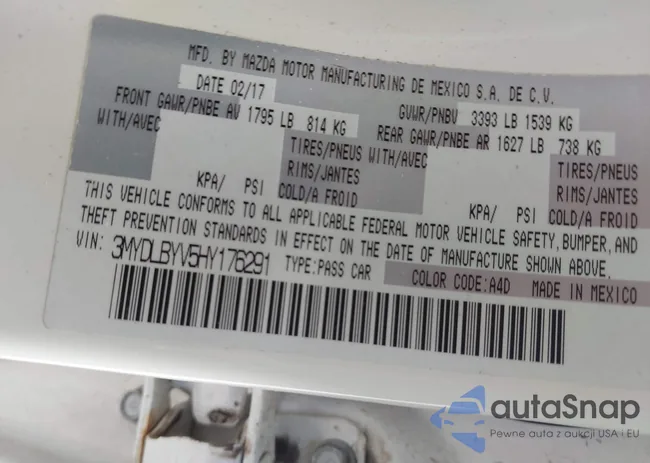 MFD. BY MAZDA MOTOR MANUFACTURING DE MEXICO S.A. DE C.V.
DATE 02/17
GVWR/PNBV 3393 LB 1539 KG
FRONT GAWR/PNBE AV 1795 LB 814 KG
REAR GAWR/PNBE AR 1627 LB 738 KG
WITH/AVEC TIRES/PNEUS WITH/AVEC TIRES/PNEUS
RIMS/JANTES RIMS/JANTES
KPA/ PSI COLD/A FROID KPA/ PSI COLD/A FROID
THIS VEHICLE CONFORMS TO ALL APPLICABLE FEDERAL MOTOR VEHICLE SAFETY, BUMPER, AND
THEFT PREVENTION STANDARDS IN EFFECT ON THE DATE OF MANUFACTURE SHOWN ABOVE.
VIN: 3MYDLBYV5HY176291 TYPE:PASS CAR COLOR CODE:A4D MADE IN MEXICO
autaSnap
Pewne auta z aukcji USA i EU